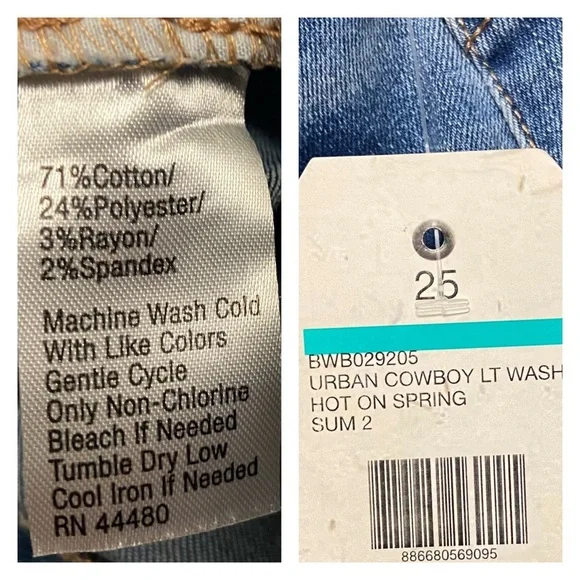 71%Cotton/
24%Polyester/
3%Rayon/
2%Spandex
Machine Wash Cold
With Like Colors
Gentle Cycle
Only Non-Chlorine
Bleach If Needed
Tumble Dry Low
Cool Iron If Needed
RN 44480
25
BWB029205
URBAN COWBOY LT WASH
HOT ON SPRING
SUM 2
886680569095